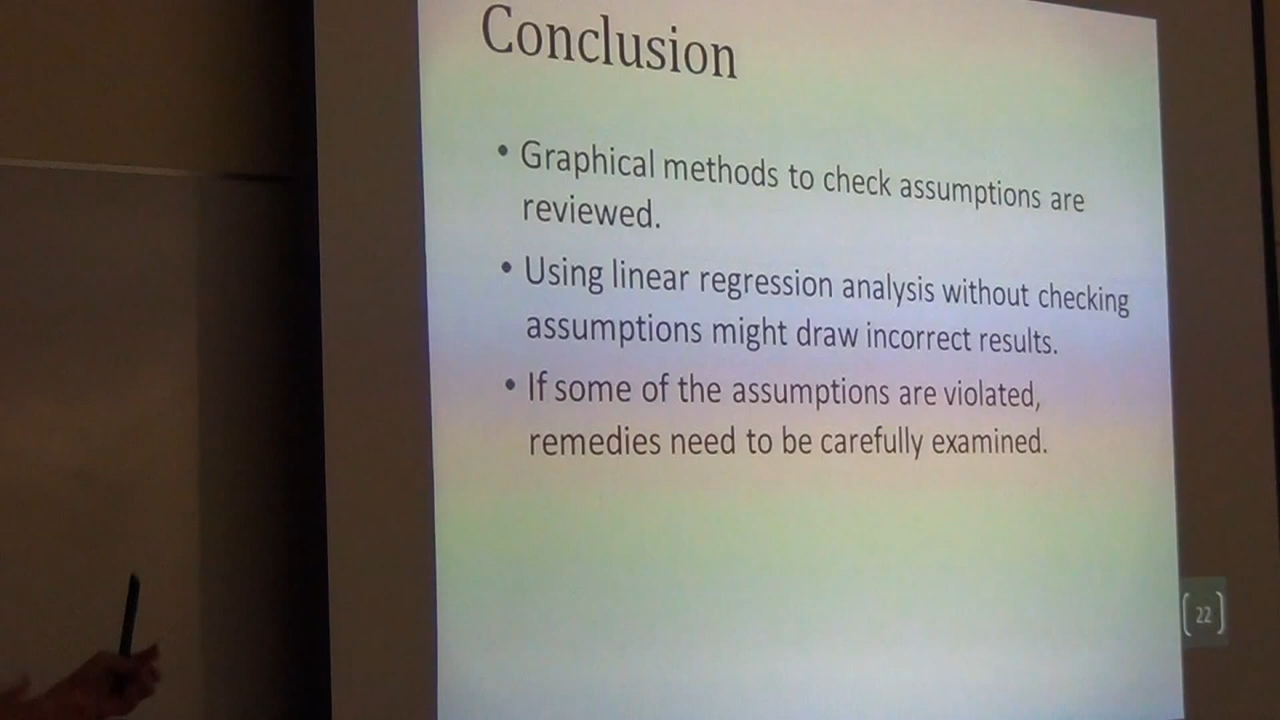 Conclusion
• Graphical methods to check assumptions are
reviewed.
• Using linear regression analysis without checking
assumptions might draw incorrect results.
• If some of the assumptions are violated,
remedies need to be carefully examined.
[22]